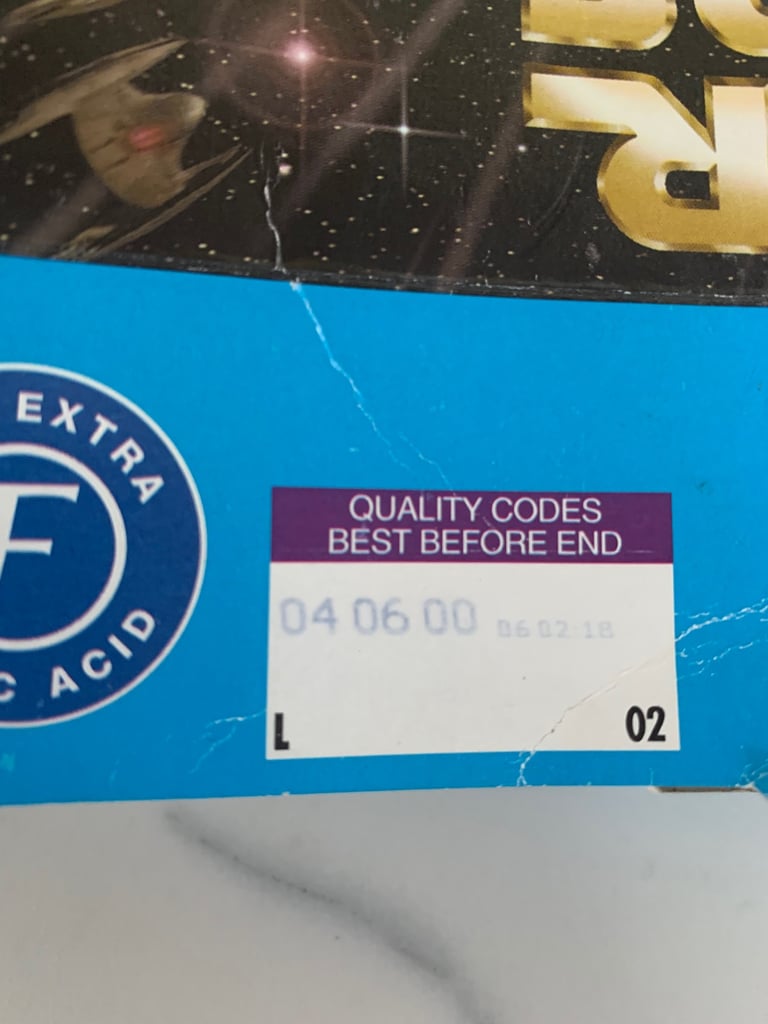 EXTRA
F
C ACID
QUALITY CODES
BEST BEFORE END
04 06 00 06 02:18
L 02